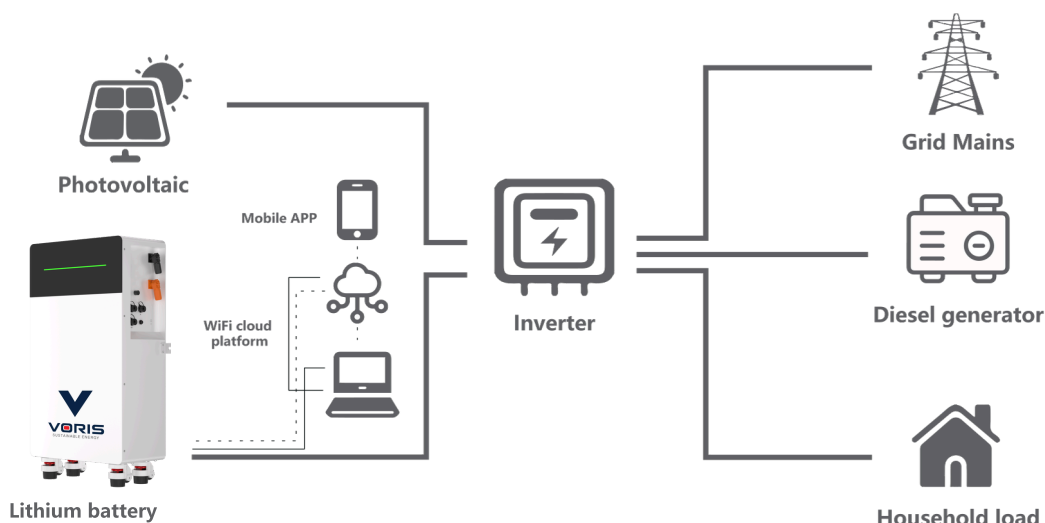 Photovoltaic
Mobile APP
WiFi cloud
platform
VORIS
SUSTAINABLE ENERGY
Lithium battery
Inverter
Grid Mains
Diesel generator
Household load